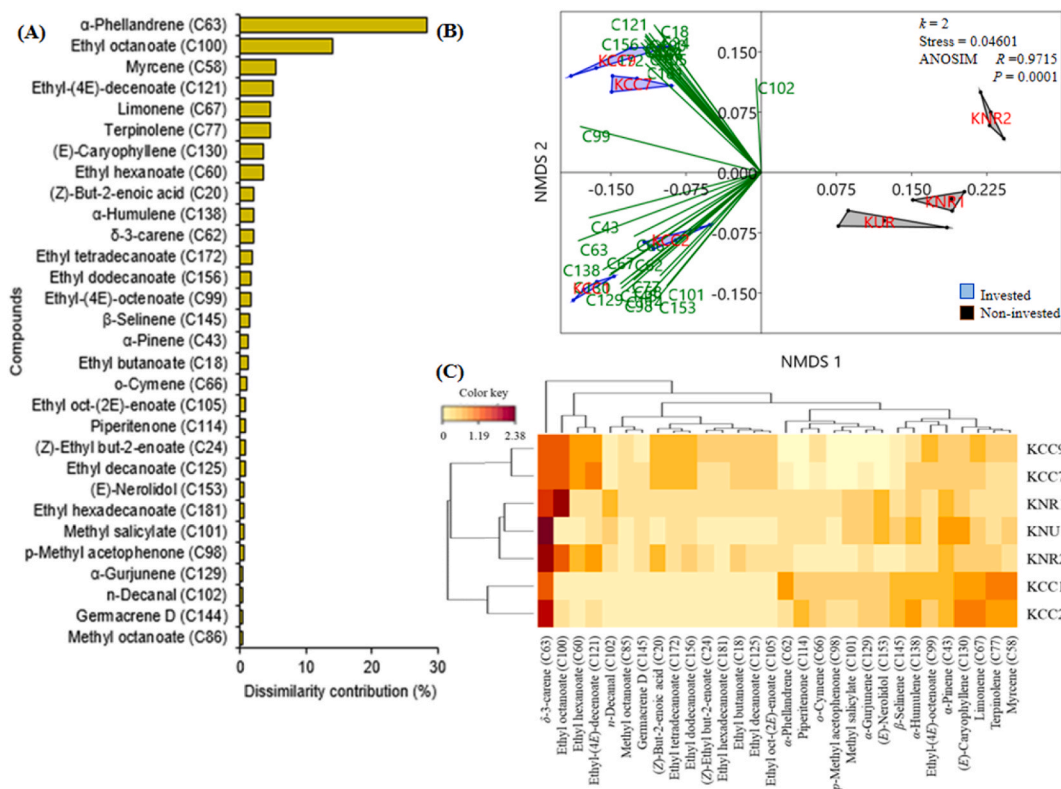 (A)
α-Phellandrene (C63)
Ethyl octanoate (C100)
Myrcene (C58)
Ethyl-(4E)-decenoate (C121)
Limonene (C67)
Terpinolene (C77)
(E)-Caryophyllene (C130)
Ethyl hexanoate (C60)
(Z)-But-2-enoic acid (C20)
α-Humulene (C138)
δ-3-carene (C62)
Ethyl tetradecanoate (C172)
Ethyl dodecanoate (C156)
Ethyl-(4E)-octenoate (C99)
β-Selinene (C145)
α-Pinene (C43)
Ethyl butanoate (C18)
o-Cymene (C66)
Ethyl oct-(2E)-enoate (C105)
Piperitenone (C114)
(Z)-Ethyl but-2-enoate (C24)
Ethyl decanoate (C125)
(E)-Nerolidol (C153)
Ethyl hexadecanoate (C181)
Methyl salicylate (C101)
p-Methyl acetophenone (C98)
α-Gurjunene (C129)
n-Decanal (C102)
Germacrene D (C144)
Methyl octanoate (C86)
Compounds
0 10 20 30
Dissimilarity contribution (%)
(B)
k = 2
Stress = 0.04601
ANOSIM R =0.9715
P = 0.0001
NMDS 2
0.150
0.075
0.000
-0.075
-0.150
-0.150 -0.075 0.075 0.150 0.225
C121
C18
C156
KCC9
KCC7
C102
C99
C43
C63
KCC2
C67
C62
C138
KCC1
C77
C129
C101
C98
C153
KNR2
KNR1
KUR
Invested
Non-invested
NMDS 1
(C)
Color key
0 1.19 2.38
KCC9
KCC7
KNR
KNU
KNR2
KCC1
KCC2
δ-3-carene (C63)
Ethyl octanoate (C100)
Ethyl hexanoate (C60)
Ethyl-(4E)-decenoate (C121)
n-Decanal (C102)
Methyl octanoate (C85)
Germacrene D (C145)
(Z)-But-2-enoic acid (C20)
Ethyl tetradecanoate (C172)
Ethyl dodecanoate (C156)
(Z)-Ethyl but-2-enoate (C24)
Ethyl hexadecanoate (C181)
Ethyl butanoate (C18)
Ethyl decanoate (C125)
Ethyl oct-(2E)-enoate (C105)
α-Phellandrene (C62)
Piperitenone (C114)
o-Cymene (C66)
p-Methyl acetophenone (C98)
Methyl salicylate (C101)
α-Gurjunene (C129)
(E)-Nerolidol (C153)
β-Selinene (C145)
α-Humulene (C138)
Ethyl-(4E)-octenoate (C99)
α-Pinene (C43)
(E)-Caryophyllene (C130)
Limonene (C67)
Terpinolene (C77)
Myrcene (C58)